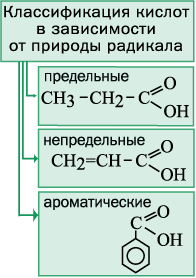 Классификация кислот
в зависимости
от природы радикала
предельные
CH3 – CH2 – C
O
OH
непредельные
CH2=CH – C
O
OH
ароматические
O
C
OH